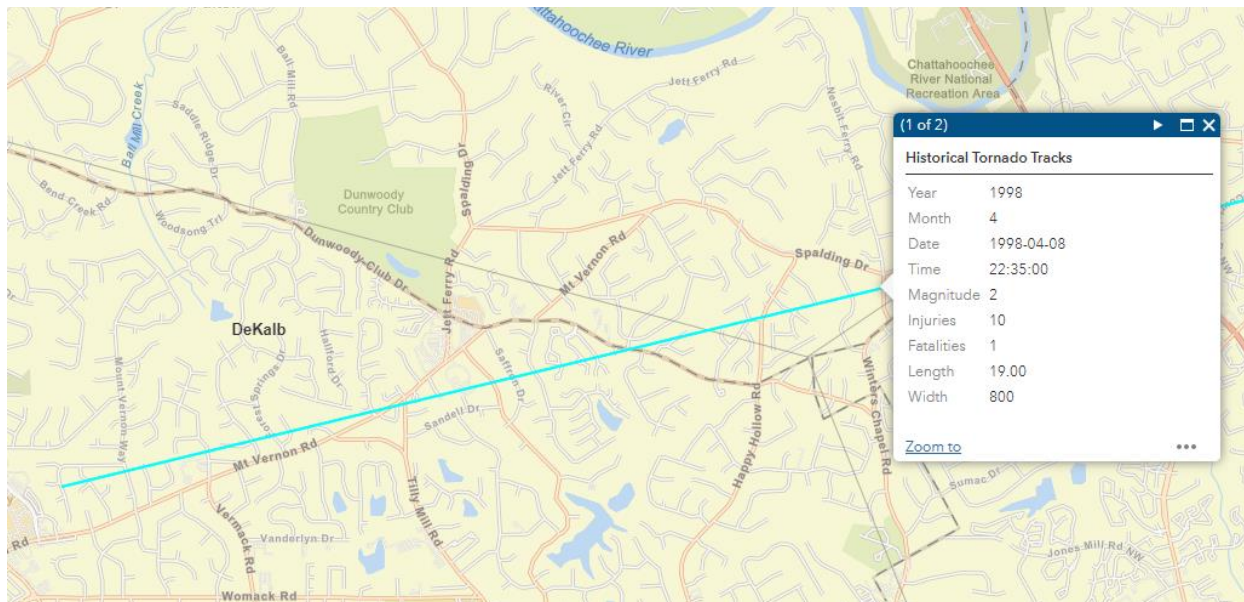 Chattahoochee River
Ball Mill Rd
Ball Mill Creek
Saddle Ridge Dr
River Cir
Jett Ferry Rd
Jett Ferry Rd
Nesbit Ferry Rd
Chattahoochee
River National
Recreation Area
Bend Creek Rd
Woodsong Trl
Dunwoody
Country Club
Spalding Dr
Dunwoody Club Dr
Mt Vernon Rd
Spalding Dr
Jett Ferry Rd
DeKalb
Hallford Dr
Forest Springs Dr
Mount Vernon Way
Saffron Dr
Sandell Dr
Mt Vernon Rd
Happy Hollow Rd
Winters Chapel Rd
Tilly Mill Rd
Vermack Rd
Vanderlyn Dr
Rd
Womack Rd
Sumac Dr
Jones Mill Rd NW
NW
(1 of 2)
Historical Tornado Tracks
Year 1998
Month 4
Date 1998-04-08
Time 22:35:00
Magnitude 2
Injuries 10
Fatalities 1
Length 19.00
Width 800
Zoom to